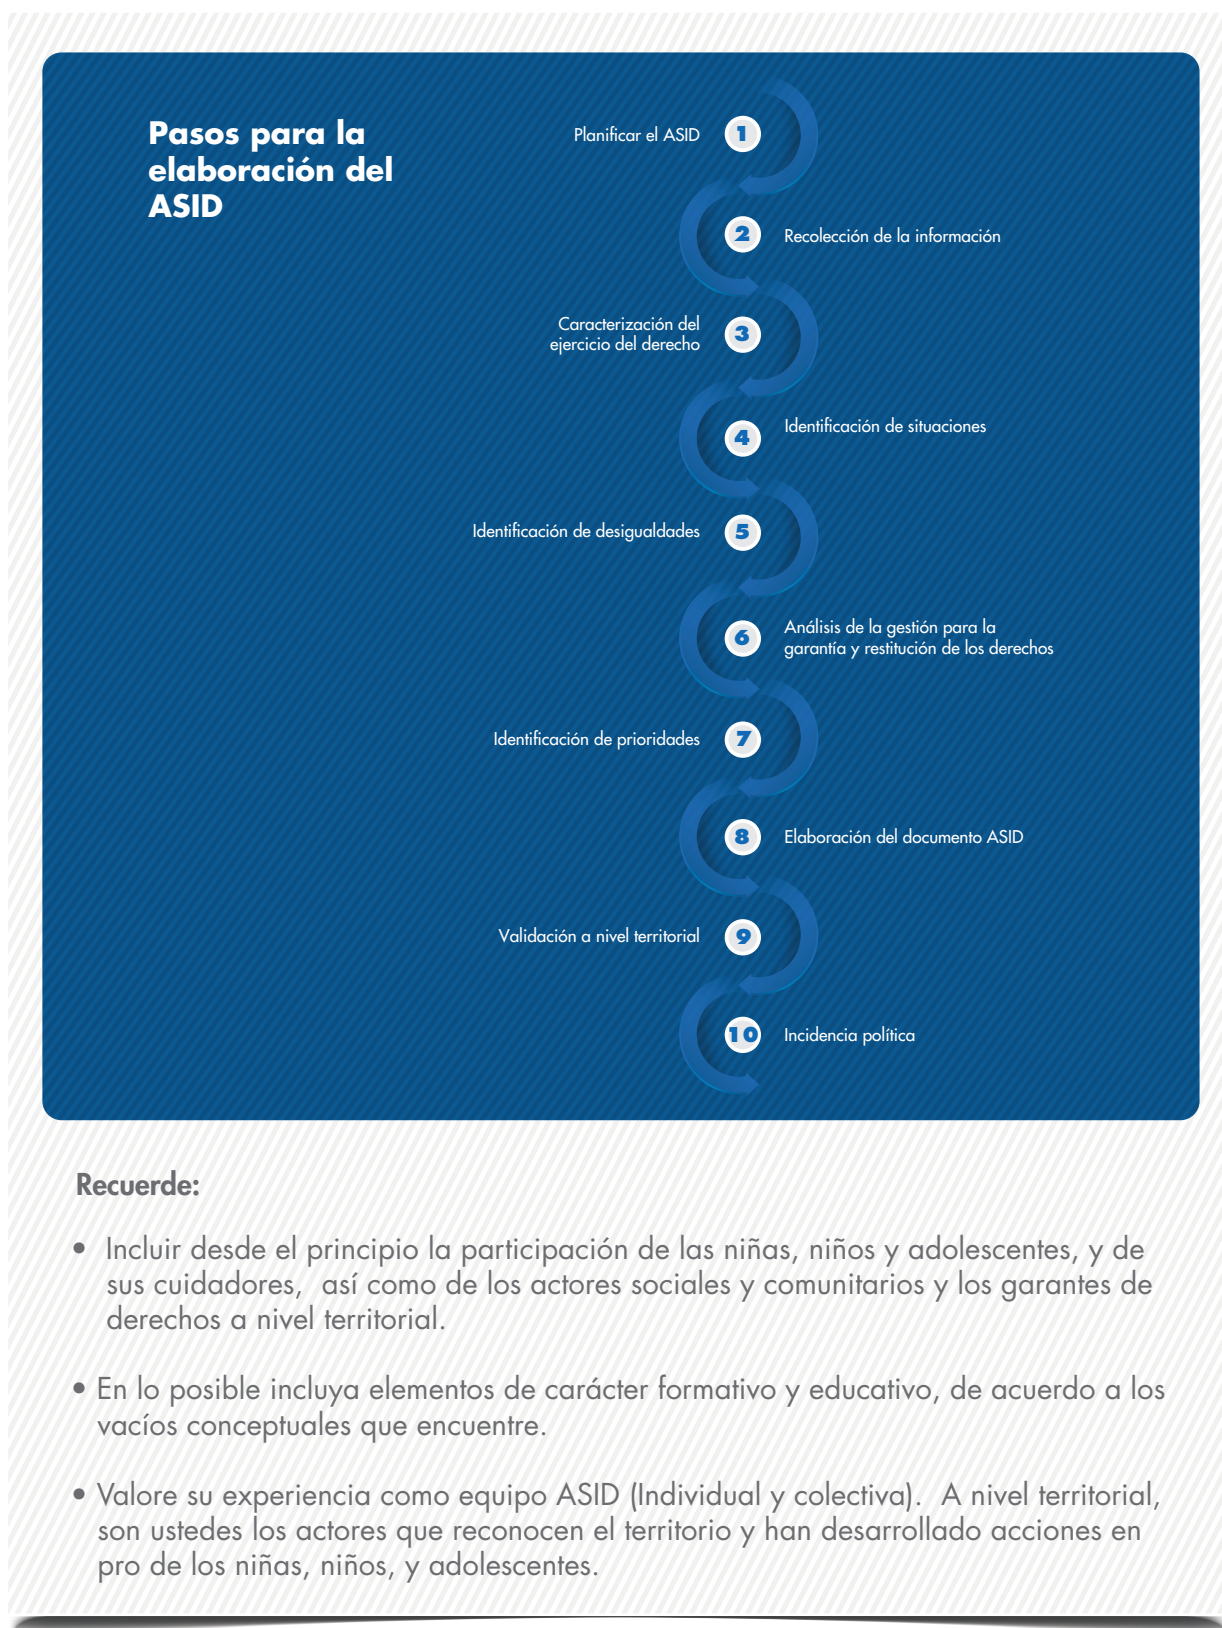 Pasos para la
elaboración del
ASID
Planificar el ASID
1
2
Recolección de la información
Caracterización del
ejercicio del derecho
3
4
Identificación de situaciones
Identificación de desigualdades
5
6
Análisis de la gestión para la
garantía y restitución de los derechos
Identificación de prioridades
7
8
Elaboración del documento ASID
Validación a nivel territorial
9
10
Incidencia política
Recuerde:
• Incluir desde el principio la participación de las niñas, niños y adolescentes, y de
sus cuidadores, así como de los actores sociales y comunitarios y los garantes de
derechos a nivel territorial.
• En lo posible incluya elementos de carácter formativo y educativo, de acuerdo a los
vacíos conceptuales que encuentre.
• Valore su experiencia como equipo ASID (Individual y colectiva). A nivel territorial,
son ustedes los actores que reconocen el territorio y han desarrollado acciones en
pro de los niñas, niños, y adolescentes.